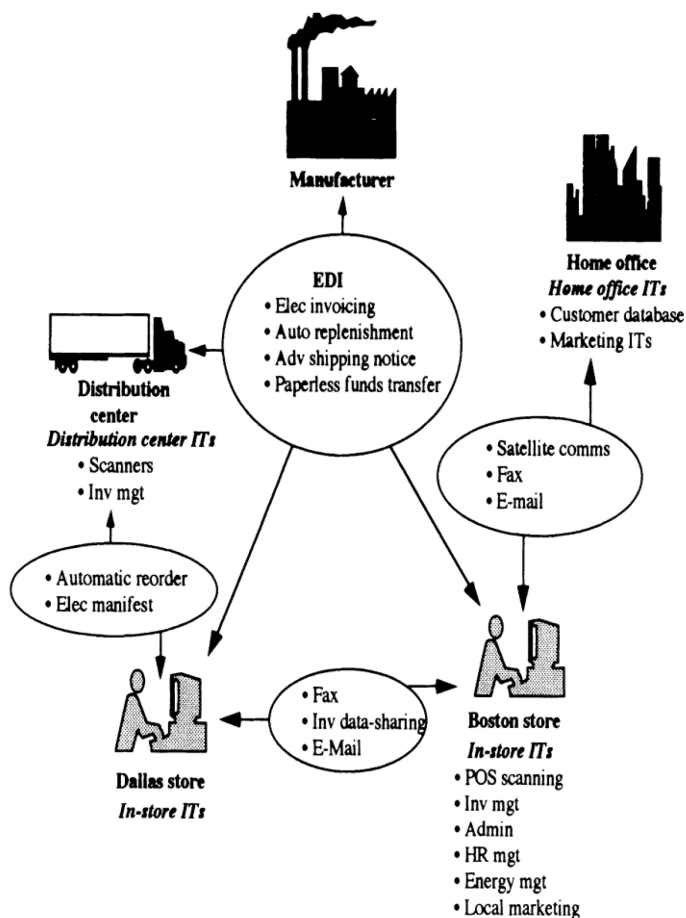 Manufacturer
Home office
Home office ITs
• Customer database
• Marketing ITs
EDI
• Elec invoicing
• Auto replenishment
• Adv shipping notice
• Paperless funds transfer
Distribution
center
Distribution center ITs
• Scanners
• Inv mgt
• Satellite comms
• Fax
• E-mail
• Automatic reorder
• Elec manifest
• Fax
• Inv data-sharing
• E-Mail
Dallas store
In-store ITs
Boston store
In-store ITs
• POS scanning
• Inv mgt
• Admin
• HR mgt
• Energy mgt
• Local marketing